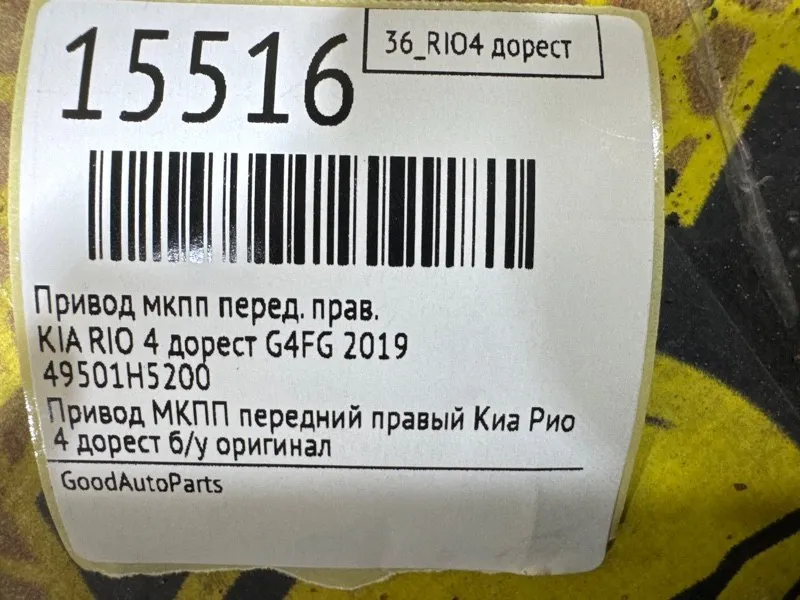 15516
36_RIO4 дорест
Привод мкпп перед. прав.
KIA RIO 4 дорест G4FG 2019
49501H5200
Привод МКПП передний правый Киа Рио
4 дорест б/у оригинал
GoodAutoParts